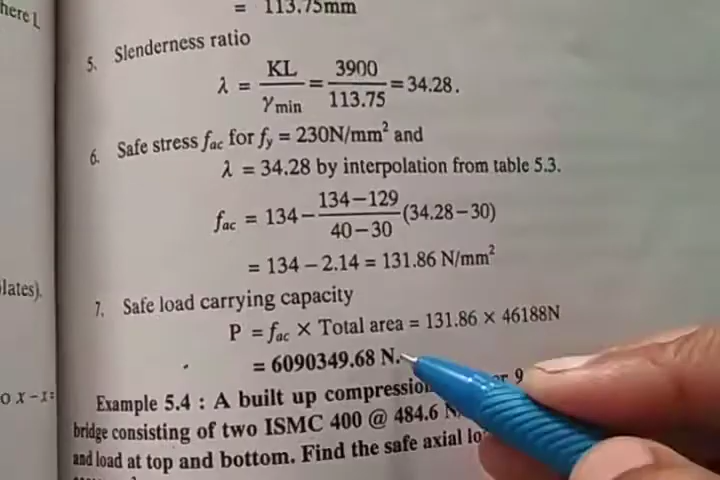 here L
= 113.75mm
5. Slenderness ratio
λ = KL/γmin = 3900/113.75 = 34.28.
6. Safe stress fac for fy = 230N/mm² and
λ = 34.28 by interpolation from table 5.3.
fac = 134 − (134−129)/(40−30) (34.28−30)
= 134 − 2.14 = 131.86 N/mm²
lates).
7. Safe load carrying capacity
P = fac × Total area = 131.86 × 46188N
= 6090349.68 N.
o x−x:
Example 5.4 : A built up compression 9
bridge consisting of two ISMC 400 @ 484.6 N
and load at top and bottom. Find the safe axial